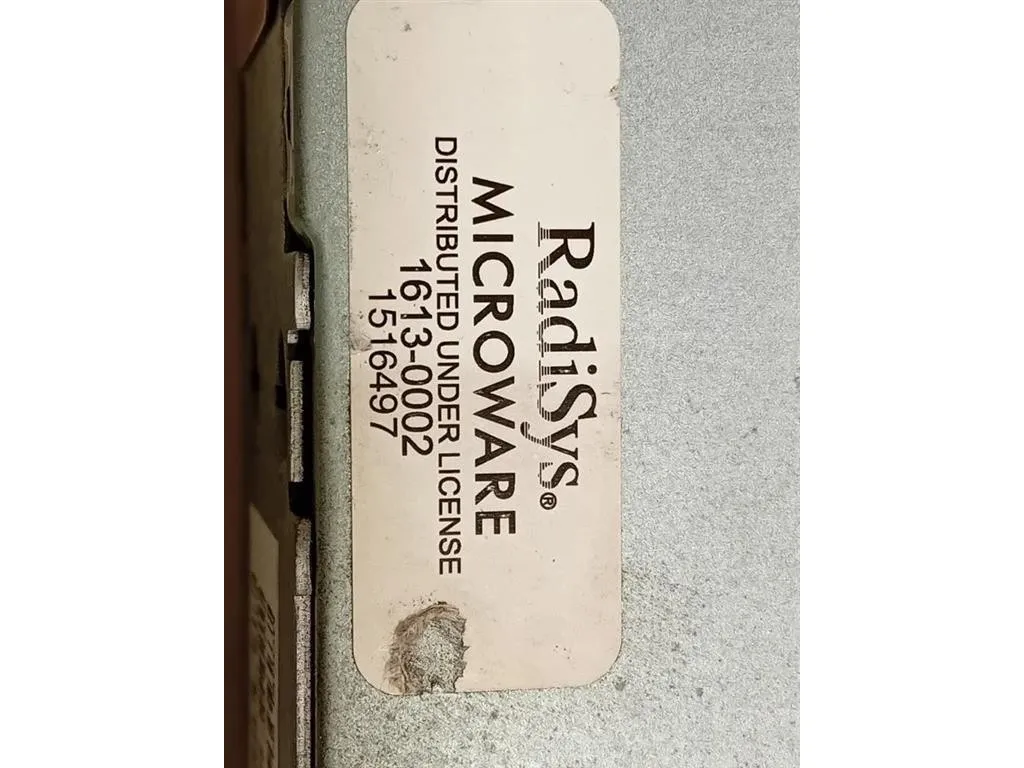 RadiSys®
MICROWARE
DISTRIBUTED UNDER LICENSE
1613-0002
1516497